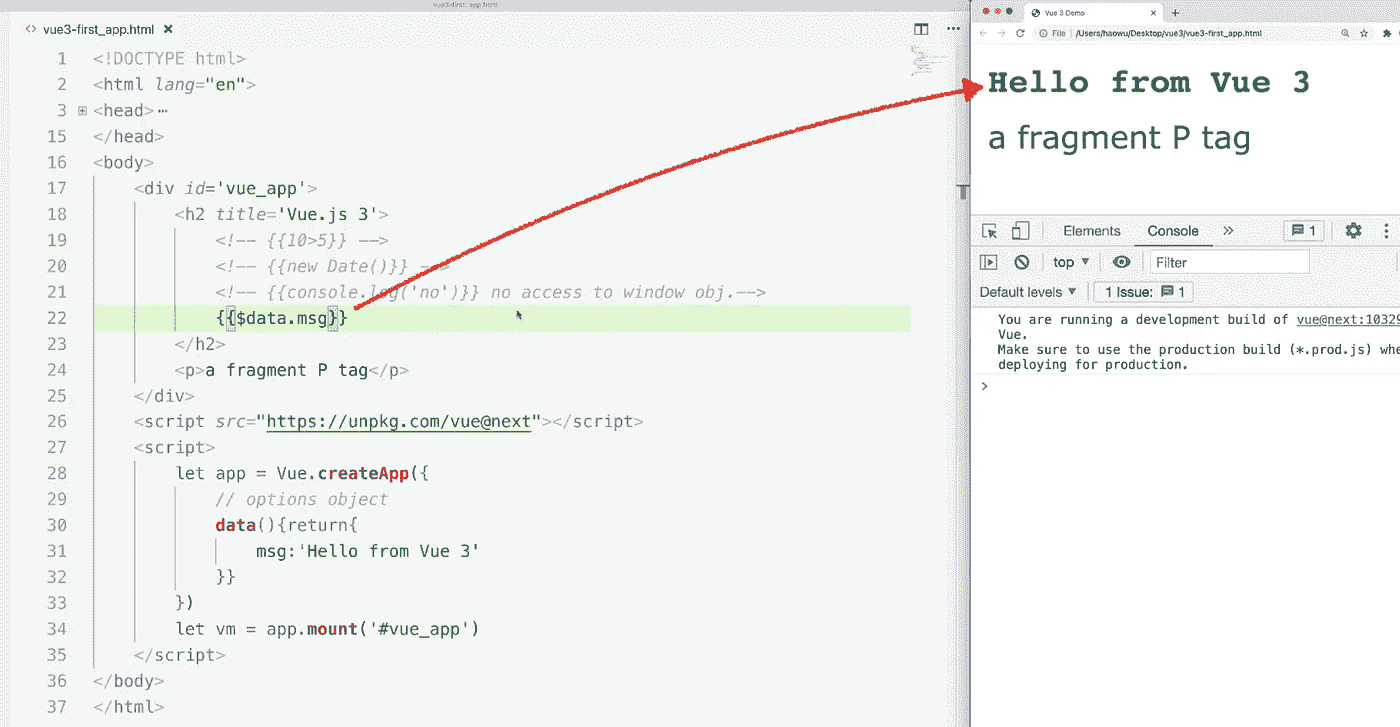 vue3-first_app.html
<> vue3-first_app.html ×
1 <!DOCTYPE html>
2 <html lang="en">
3 <head>⋯
15 </head>
16 <body>
17 <div id='vue_app'>
18 <h2 title='Vue.js 3'>
19 <!-- {{10>5}} -->
20 <!-- {{new Date()}} -->
21 <!-- {{console.log('no')}} no access to window obj.-->
22 {{$data.msg}}
23 </h2>
24 <p>a fragment P tag</p>
25 </div>
26 <script src="https://unpkg.com/vue@next"></script>
27 <script>
28 let app = Vue.createApp({
29 // options object
30 data(){return{
31 msg:'Hello from Vue 3'
32 }}
33 })
34 let vm = app.mount('#vue_app')
35 </script>
36 </body>
37 </html>
Vue 3 Demo
File /Users/haowu/Desktop/vue3/vue3-first_app.html
Hello from Vue 3
a fragment P tag
Elements Console » 1
top ▼ Filter
Default levels ▼ 1 Issue: 1
You are running a development build of vue@next:10329
Vue.
Make sure to use the production build (*.prod.js) whe
deploying for production.
>